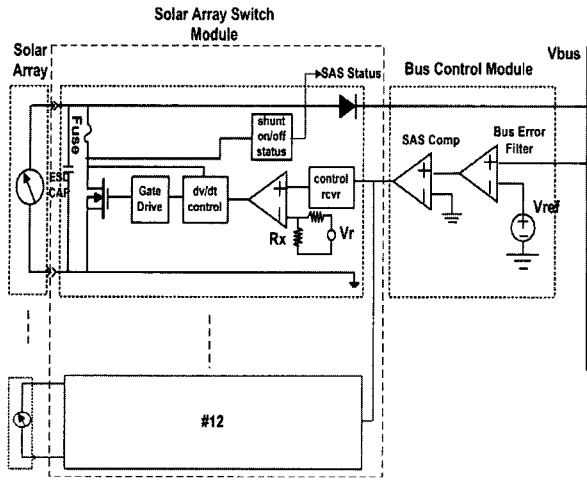 Solar Array Switch
Module
Solar
Array
Vbus
SAS Status
Bus Control Module
Fuse
shunt
on/off
status
SAS Comp
Bus Error
Filter
ESD
CAP
Gate
Drive
dv/dt
control
control
rcvr
Rx
Vr
Vref
#12